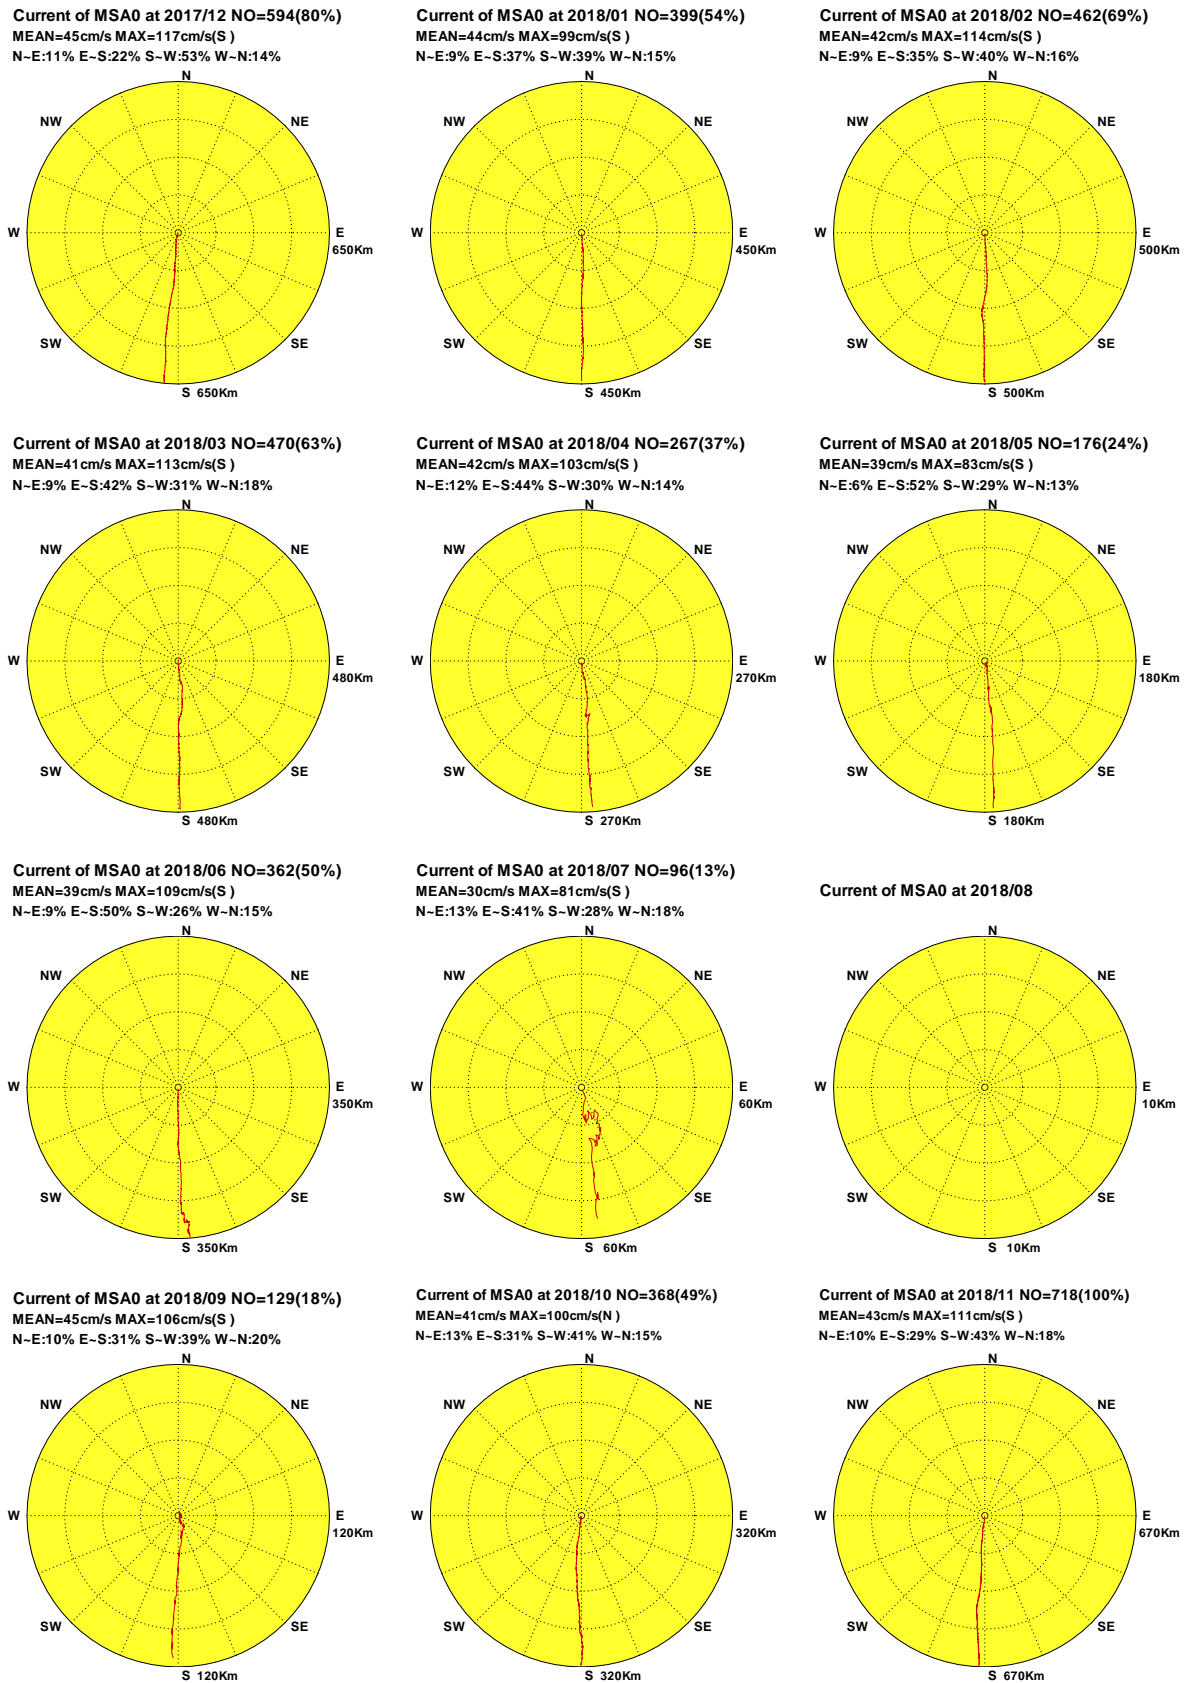 Current of MSA0 at 2017/12 NO=594(80%)
MEAN=45cm/s MAX=117cm/s(S )
N~E:11% E~S:22% S~W:53% W~N:14%
N
NW
NE
W
E
650Km
SW
SE
S 650Km
Current of MSA0 at 2018/01 NO=399(54%)
MEAN=44cm/s MAX=99cm/s(S )
N~E:9% E~S:37% S~W:39% W~N:15%
N
NW
NE
W
E
450Km
SW
SE
S 450Km
Current of MSA0 at 2018/02 NO=462(69%)
MEAN=42cm/s MAX=114cm/s(S )
N~E:9% E~S:35% S~W:40% W~N:16%
N
NW
NE
W
E
500Km
SW
SE
S 500Km
Current of MSA0 at 2018/03 NO=470(63%)
MEAN=41cm/s MAX=113cm/s(S )
N~E:9% E~S:42% S~W:31% W~N:18%
N
NW
NE
W
E
480Km
SW
SE
S 480Km
Current of MSA0 at 2018/04 NO=267(37%)
MEAN=42cm/s MAX=103cm/s(S )
N~E:12% E~S:44% S~W:30% W~N:14%
N
NW
NE
W
E
270Km
SW
SE
S 270Km
Current of MSA0 at 2018/05 NO=176(24%)
MEAN=39cm/s MAX=83cm/s(S )
N~E:6% E~S:52% S~W:29% W~N:13%
N
NW
NE
W
E
180Km
SW
SE
S 180Km
Current of MSA0 at 2018/06 NO=362(50%)
MEAN=39cm/s MAX=109cm/s(S )
N~E:9% E~S:50% S~W:26% W~N:15%
N
NW
NE
W
E
350Km
SW
SE
S 350Km
Current of MSA0 at 2018/07 NO=96(13%)
MEAN=30cm/s MAX=81cm/s(S )
N~E:13% E~S:41% S~W:28% W~N:18%
N
NW
NE
W
E
60Km
SW
SE
S 60Km
Current of MSA0 at 2018/08
N
NW
NE
W
E
10Km
SW
SE
S 10Km
Current of MSA0 at 2018/09 NO=129(18%)
MEAN=45cm/s MAX=106cm/s(S )
N~E:10% E~S:31% S~W:39% W~N:20%
N
NW
NE
W
E
120Km
SW
SE
S 120Km
Current of MSA0 at 2018/10 NO=368(49%)
MEAN=41cm/s MAX=100cm/s(N )
N~E:13% E~S:31% S~W:41% W~N:15%
N
NW
NE
W
E
320Km
SW
SE
S 320Km
Current of MSA0 at 2018/11 NO=718(100%)
MEAN=43cm/s MAX=111cm/s(S )
N~E:10% E~S:29% S~W:43% W~N:18%
N
NW
NE
W
E
670Km
SW
SE
S 670Km